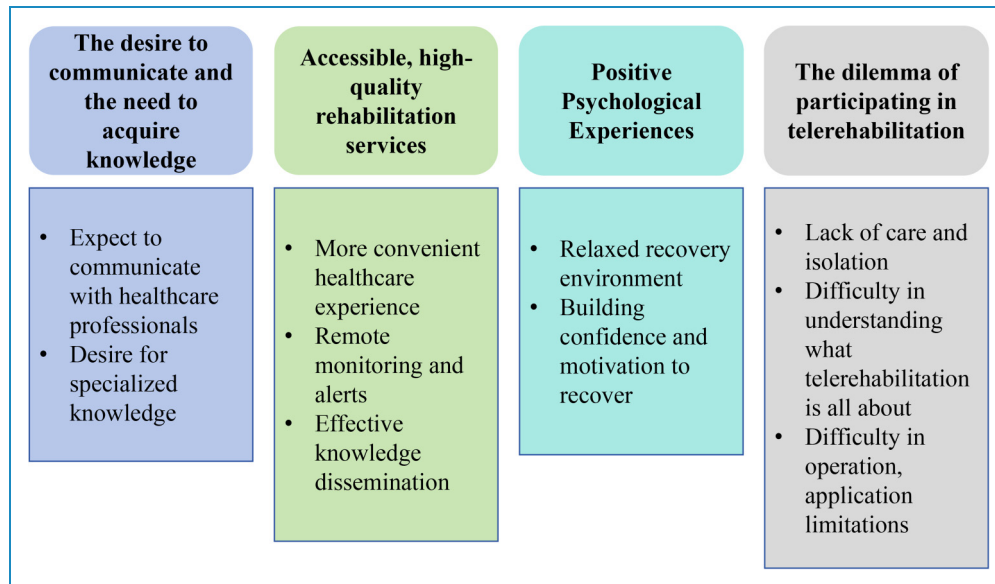 The desire to
communicate and
the need to
acquire
knowledge
• Expect to
communicate
with healthcare
professionals
• Desire for
specialized
knowledge
Accessible, high-
quality
rehabilitation
services
• More convenient
healthcare
experience
• Remote
monitoring and
alerts
• Effective
knowledge
dissemination
Positive
Psychological
Experiences
• Relaxed recovery
environment
• Building
confidence and
motivation to
recover
The dilemma of
participating in
telerehabilitation
• Lack of care and
isolation
• Difficulty in
understanding
what
telerehabilitation
is all about
• Difficulty in
operation,
application
limitations